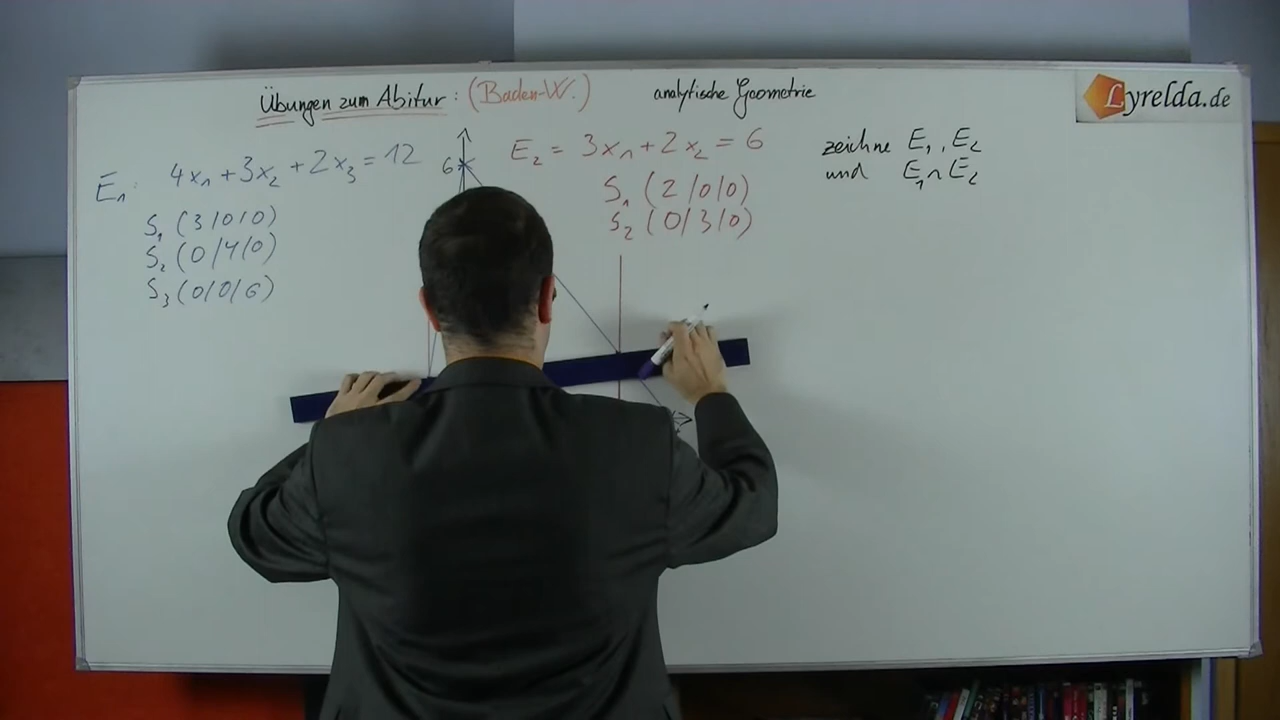 Übungen zum Abitur: (Baden-W.) analytische Geometrie
Lyrelda.de
E₁: 4x₁+3x₂+2x₃=12
S₁ (3/0/0)
S₂ (0/4/0)
S₃ (0/0/6)
6
E₂ = 3x₁+2x₂=6
S₁ (2/0/0)
S₂ (0/3/0)
zeichne E₁, E₂
und E₁∩E₂